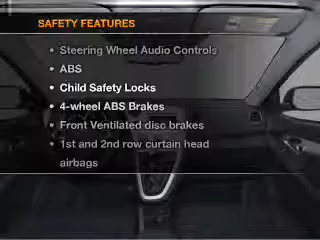 SAFETY FEATURES
• Steering Wheel Audio Controls
• ABS
• Child Safety Locks
• 4-wheel ABS Brakes
• Front Ventilated disc brakes
• 1st and 2nd row curtain head
airbags